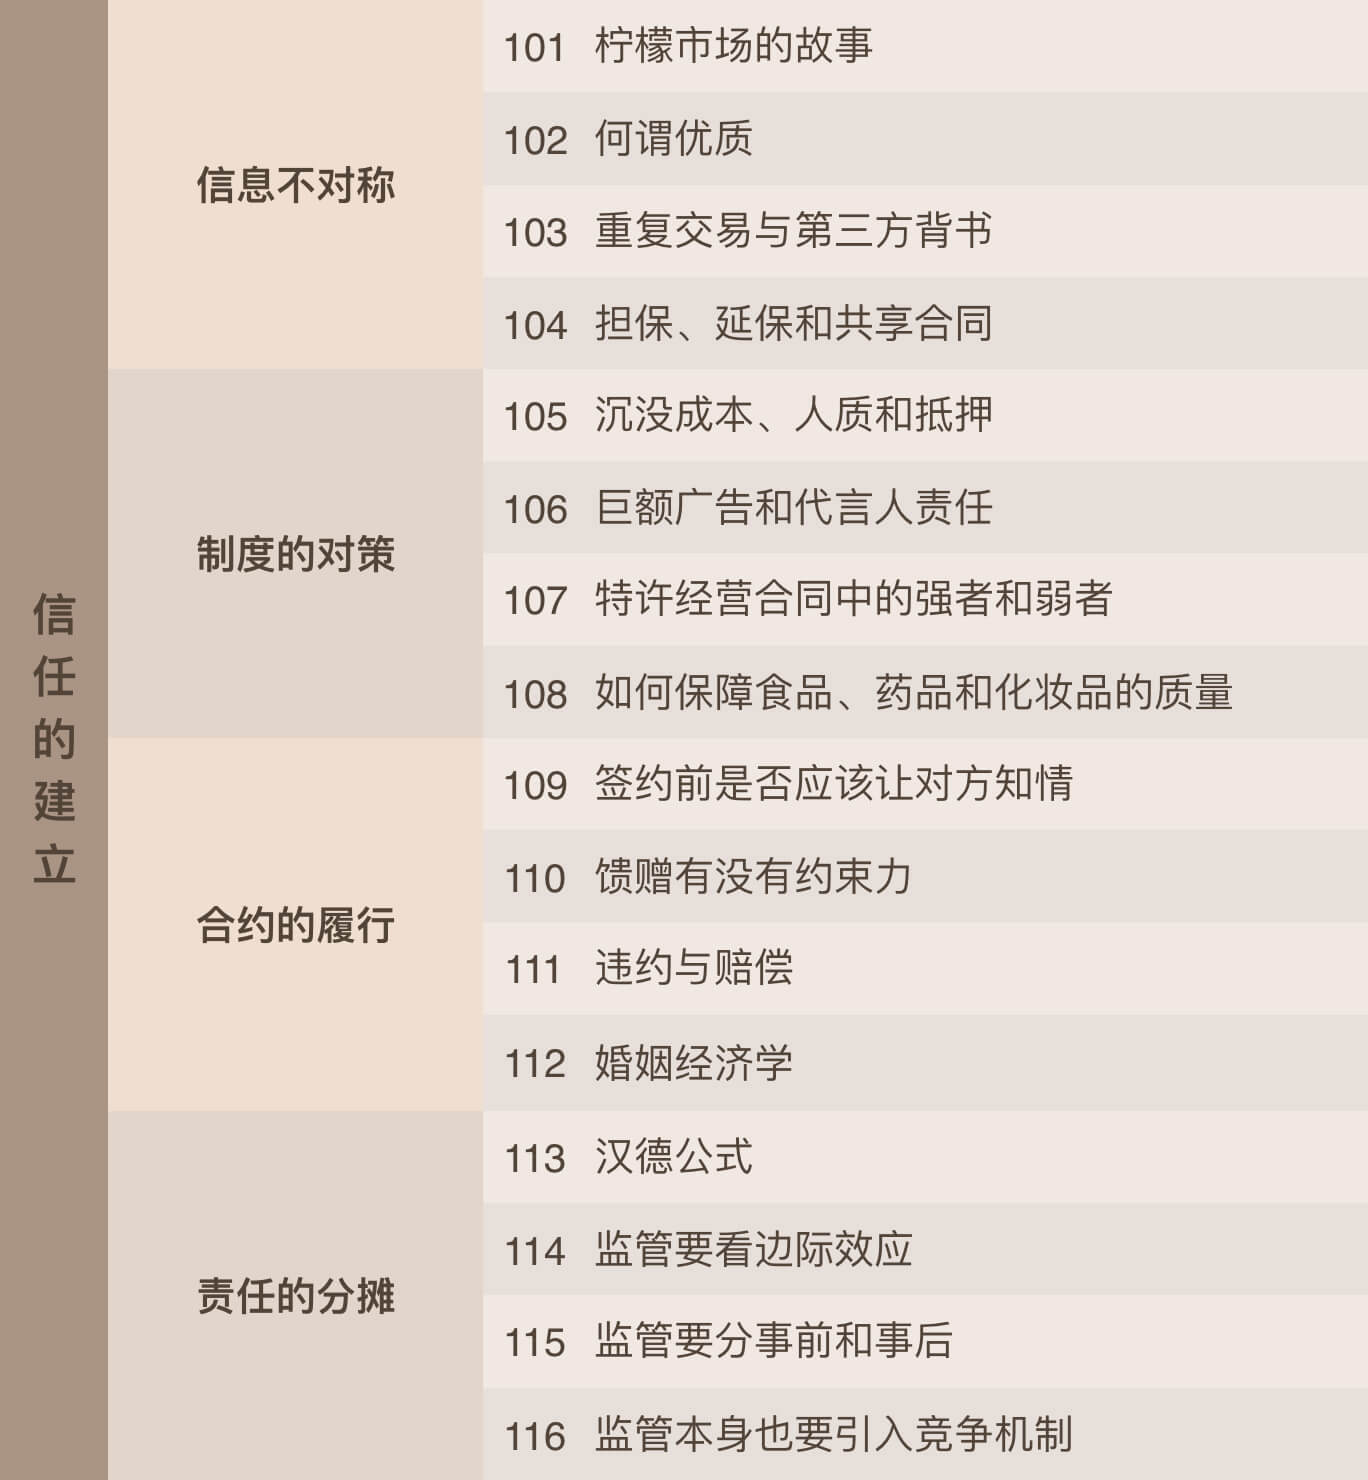 信任的建立
信息不对称
101 柠檬市场的故事
102 何谓优质
103 重复交易与第三方背书
104 担保、延保和共享合同
制度的对策
105 沉没成本、人质和抵押
106 巨额广告和代言人责任
107 特许经营合同中的强者和弱者
108 如何保障食品、药品和化妆品的质量
合约的履行
109 签约前是否应该让对方知情
110 馈赠有没有约束力
111 违约与赔偿
112 婚姻经济学
责任的分摊
113 汉德公式
114 监管要看边际效应
115 监管要分事前和事后
116 监管本身也要引入竞争机制